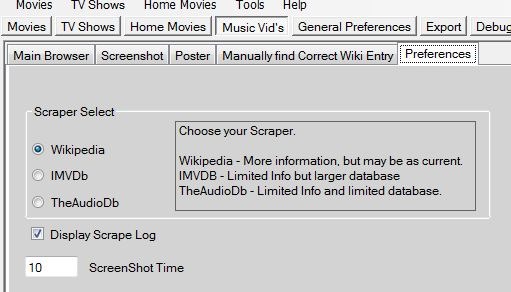 Movies TV Shows Home Movies Tools Help
Movies TV Shows Home Movies Music Vid's General Preferences Export Debug
Main Browser Screenshot Poster Manually find Correct Wiki Entry Preferences
Scraper Select
Wikipedia
IMVDb
TheAudioDb
Choose your Scraper.
Wikipedia - More information, but may be as current.
IMVDB - Limited Info but larger database
TheAudioDb - Limited Info and limited database.
Display Scrape Log
10 ScreenShot Time